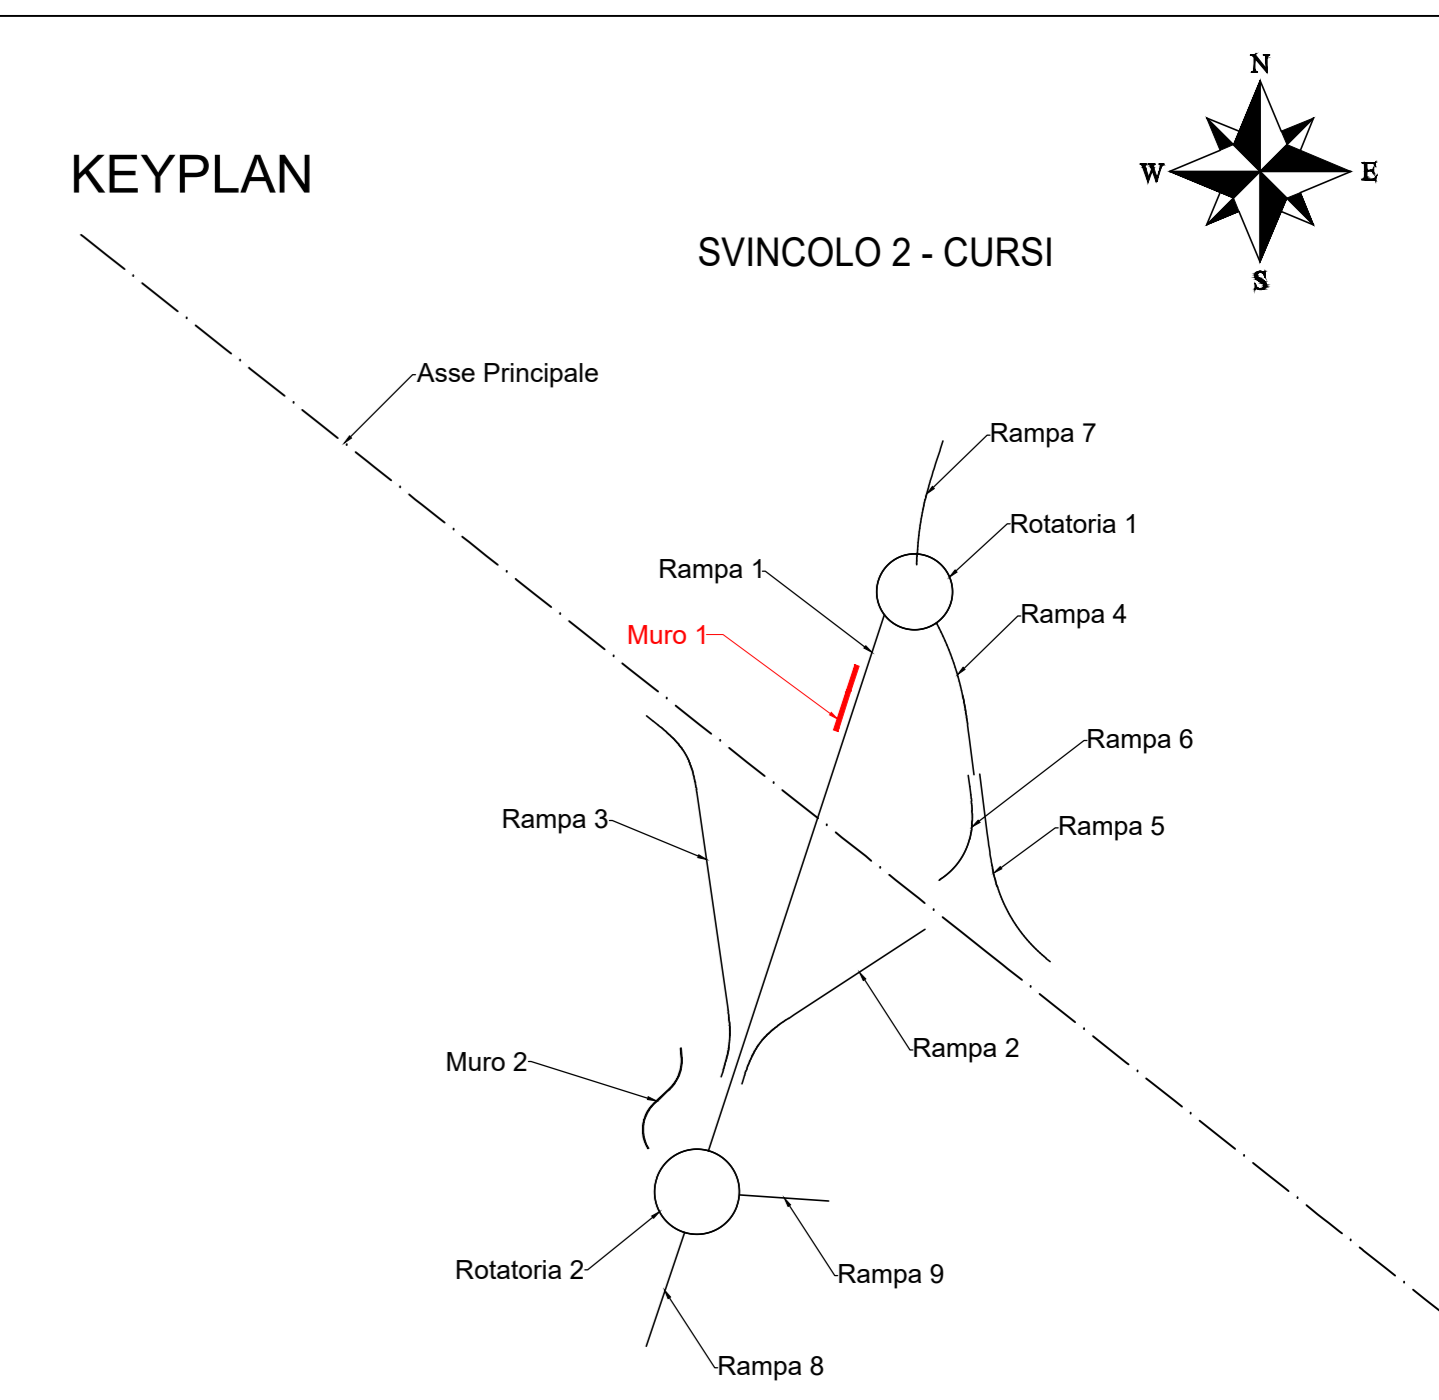 N
KEYPLAN
W
E
SVINCOLO 2 - CURSI
S
Asse Principale
Rampa 7
Rotatoria 1
Rampa 1
Rampa 4
Muro 1
Rampa 6
Rampa 3
Rampa 5
Rampa 2
Muro 2
Rotatoria 2
Rampa 9
Rampa 8